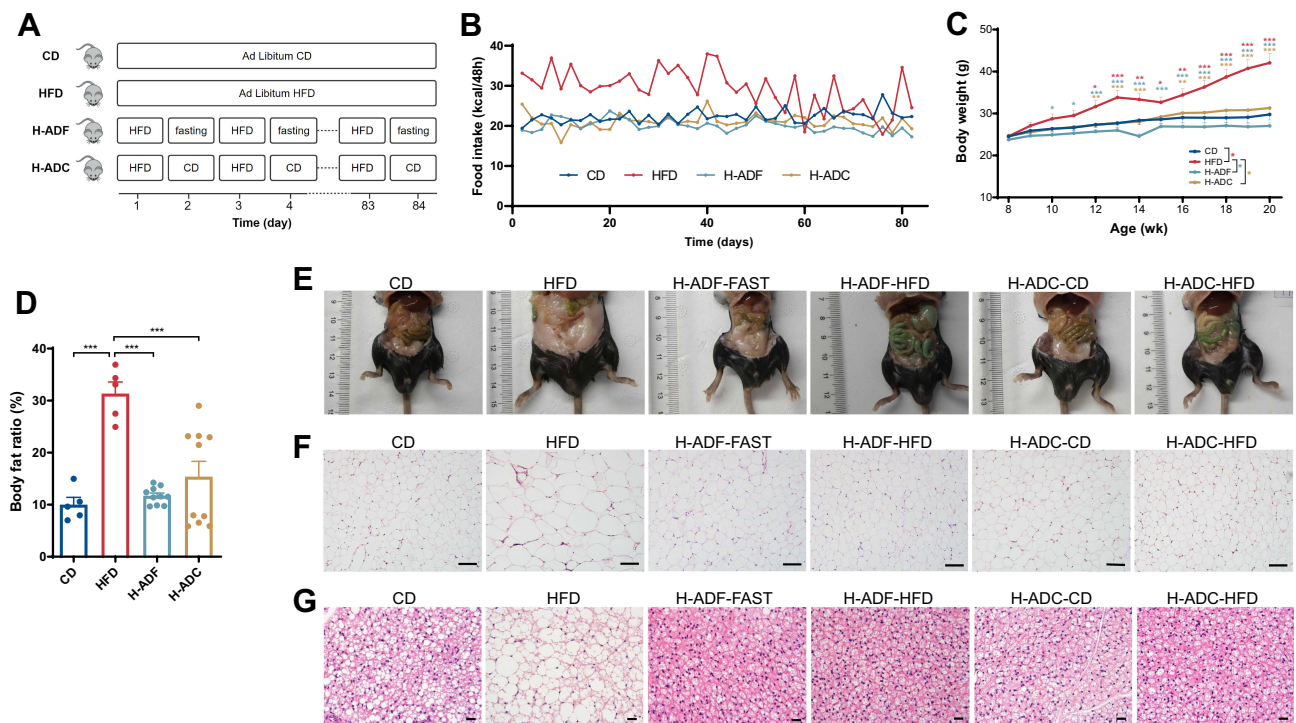 A
CD
Ad Libitum CD
HFD
Ad Libitum HFD
H-ADF
HFD fasting HFD fasting HFD fasting
H-ADC
HFD CD HFD CD HFD CD
1 2 3 4 83 84
Time (day)
B
Food intake (kcal/48h)
40
30
20
10
0
CD HFD H-ADF H-ADC
0 20 40 60 80
Time (days)
C
Body weight (g)
50
40
30
20
10
CD
HFD
H-ADF
H-ADC
8 10 12 14 16 18 20
Age (wk)
D
Body fat ratio (%)
40
30
20
10
0
*** *** ***
CD HFD H-ADF H-ADC
E
CD HFD H-ADF-FAST H-ADF-HFD H-ADC-CD H-ADC-HFD
F
CD HFD H-ADF-FAST H-ADF-HFD H-ADC-CD H-ADC-HFD
G
CD HFD H-ADF-FAST H-ADF-HFD H-ADC-CD H-ADC-HFD